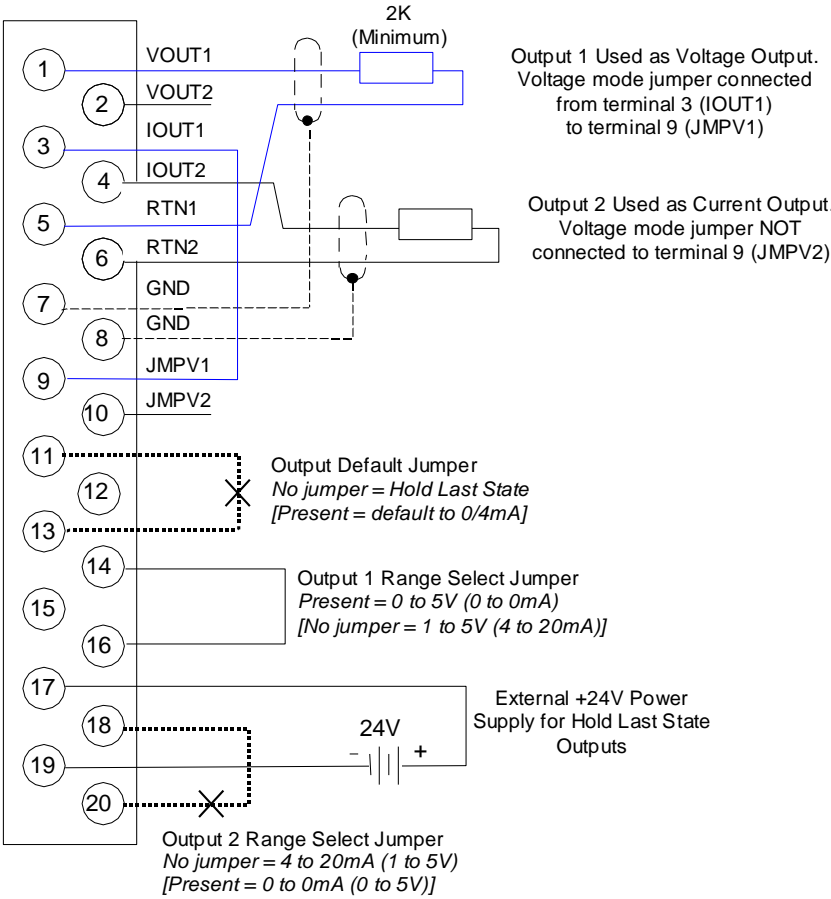 2K
(Minimum)
1
VOUT1
2
VOUT2
3
IOUT1
4
IOUT2
5
RTN1
6
RTN2
7
GND
8
GND
9
JMPV1
10
JMPV2
11
12
13
14
15
16
17
18
19
20
Output 1 Used as Voltage Output.
Voltage mode jumper connected
from terminal 3 (IOUT1)
to terminal 9 (JMPV1)
Output 2 Used as Current Output.
Voltage mode jumper NOT
connected to terminal 9 (JMPV2)
Output Default Jumper
No jumper = Hold Last State
[Present = default to 0/4mA]
Output 1 Range Select Jumper
Present = 0 to 5V (0 to 0mA)
[No jumper = 1 to 5V (4 to 20mA)]
External +24V Power
Supply for Hold Last State
Outputs
24V
- +
Output 2 Range Select Jumper
No jumper = 4 to 20mA (1 to 5V)
[Present = 0 to 0mA (0 to 5V)]